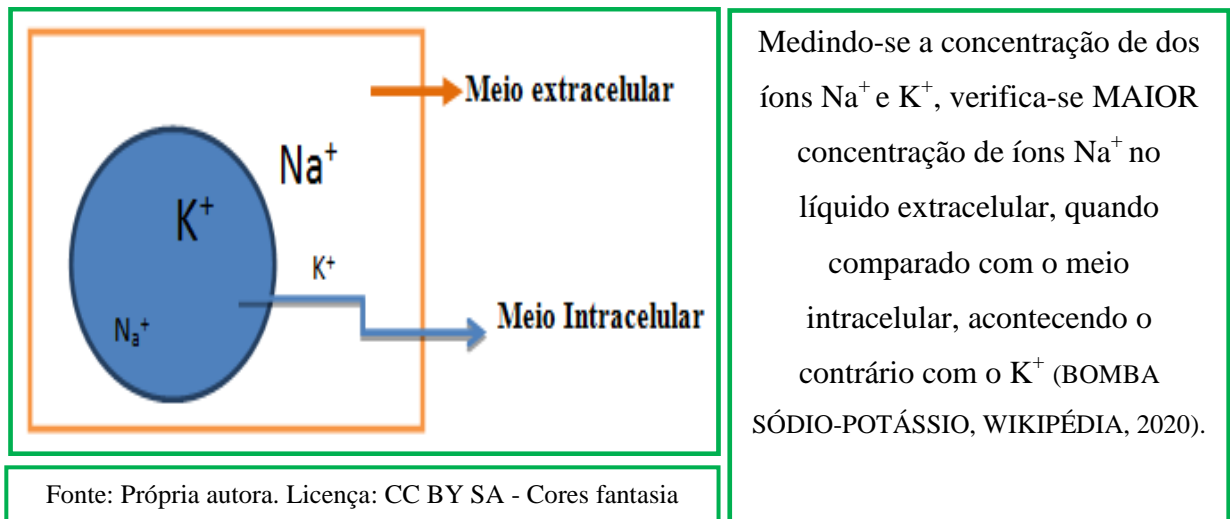 Meio extracelular
Na⁺
K⁺
K⁺
Meio Intracelular
Nₐ⁺
Fonte: Própria autora. Licença: CC BY SA - Cores fantasia
Medindo-se a concentração de dos
íons Na⁺ e K⁺, verifica-se MAIOR
concentração de íons Na⁺ no
líquido extracelular, quando
comparado com o meio
intracelular, acontecendo o
contrário com o K⁺ (BOMBA
SÓDIO-POTÁSSIO, WIKIPÉDIA, 2020).